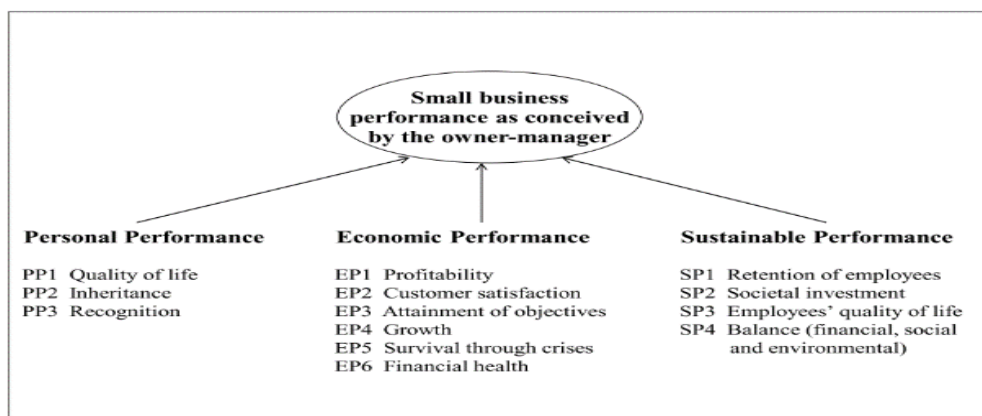 Small business
performance as conceived
by the owner-manager
Personal Performance
PP1 Quality of life
PP2 Inheritance
PP3 Recognition
Economic Performance
EP1 Profitability
EP2 Customer satisfaction
EP3 Attainment of objectives
EP4 Growth
EP5 Survival through crises
EP6 Financial health
Sustainable Performance
SP1 Retention of employees
SP2 Societal investment
SP3 Employees' quality of life
SP4 Balance (financial, social
and environmental)